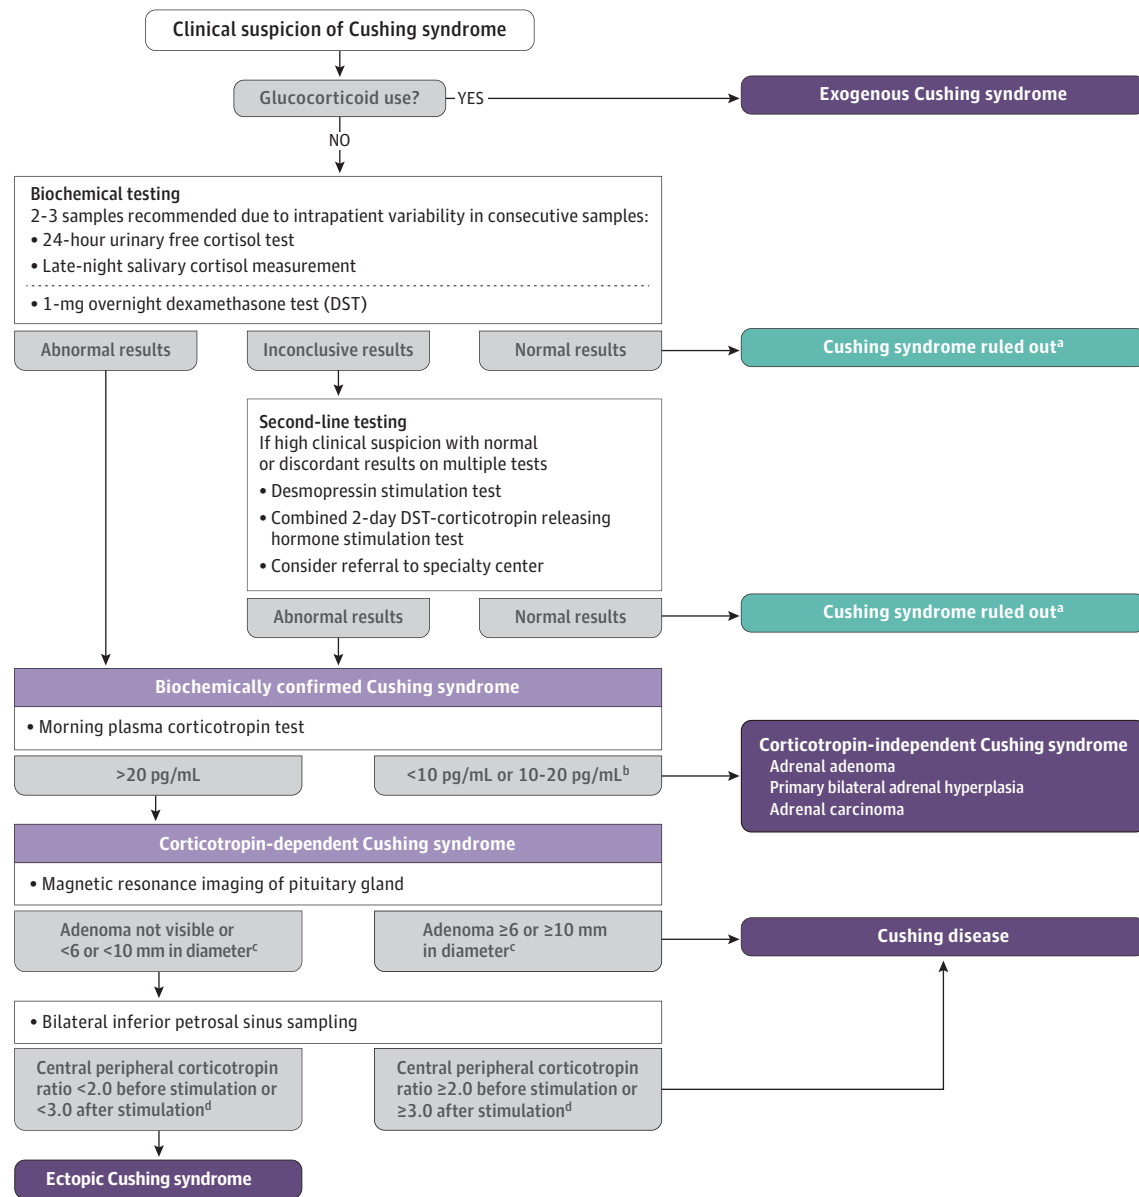 Clinical suspicion of Cushing syndrome
Glucocorticoid use?
YES
Exogenous Cushing syndrome
NO
Biochemical testing
2-3 samples recommended due to intrapatient variability in consecutive samples:
• 24-hour urinary free cortisol test
• Late-night salivary cortisol measurement
• 1-mg overnight dexamethasone test (DST)
Abnormal results
Inconclusive results
Normal results
Cushing syndrome ruled outᵃ
Second-line testing
If high clinical suspicion with normal
or discordant results on multiple tests
• Desmopressin stimulation test
• Combined 2-day DST-corticotropin releasing
hormone stimulation test
• Consider referral to specialty center
Abnormal results
Normal results
Cushing syndrome ruled outᵃ
Biochemically confirmed Cushing syndrome
• Morning plasma corticotropin test
>20 pg/mL
<10 pg/mL or 10-20 pg/mLᵇ
Corticotropin-independent Cushing syndrome
Adrenal adenoma
Primary bilateral adrenal hyperplasia
Adrenal carcinoma
Corticotropin-dependent Cushing syndrome
• Magnetic resonance imaging of pituitary gland
Adenoma not visible or
<6 or <10 mm in diameterᶜ
Adenoma ≥6 or ≥10 mm
in diameterᶜ
Cushing disease
• Bilateral inferior petrosal sinus sampling
Central peripheral corticotropin
ratio <2.0 before stimulation or
<3.0 after stimulationᵈ
Central peripheral corticotropin
ratio ≥2.0 before stimulation or
≥3.0 after stimulationᵈ
Ectopic Cushing syndrome